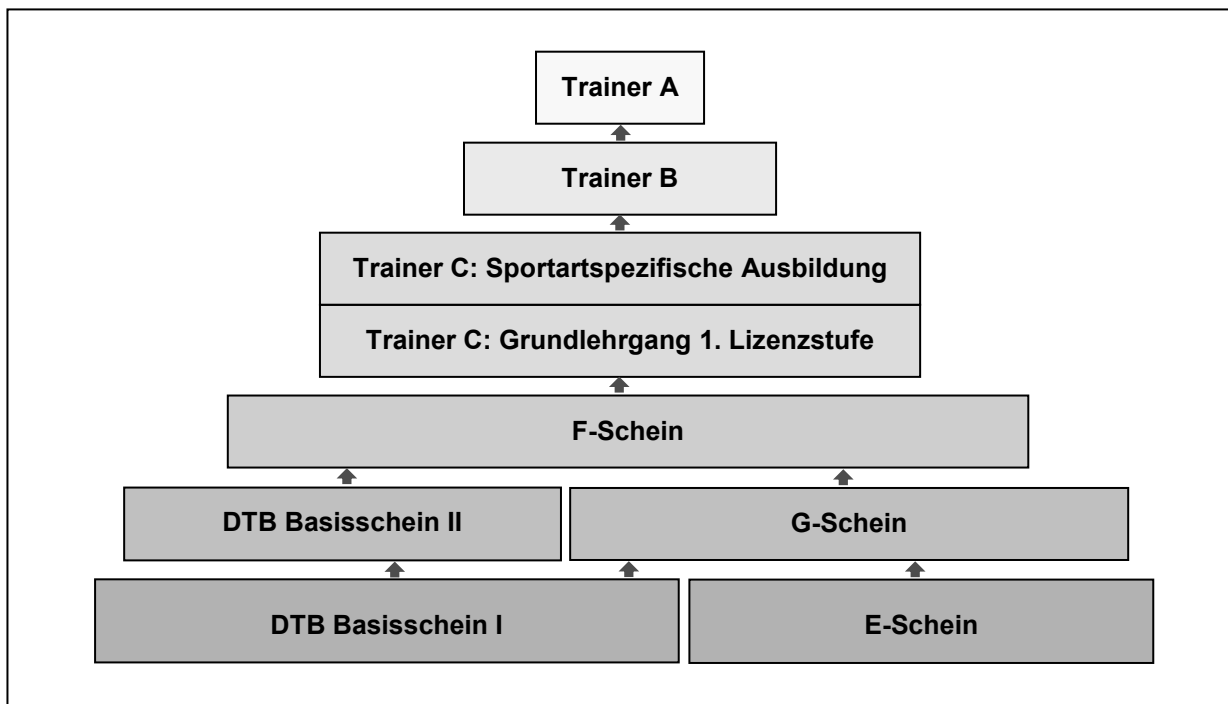 Trainer A
Trainer B
Trainer C: Sportartspezifische Ausbildung
Trainer C: Grundlehrgang 1. Lizenzstufe
F-Schein
DTB Basisschein II
G-Schein
DTB Basisschein I
E-Schein